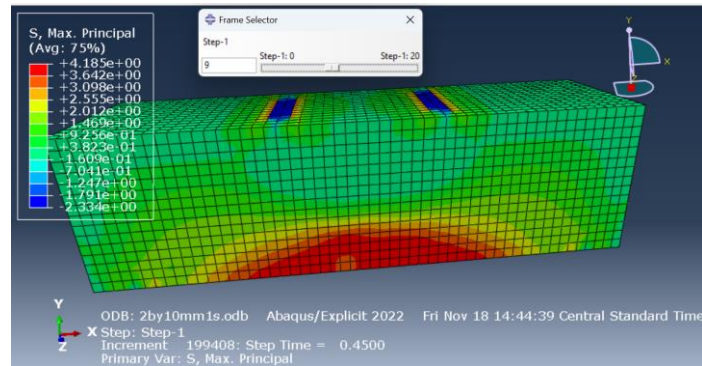 Frame Selector
Step-1
Step-1: 0
Step-1: 20
9
S, Max. Principal
(Avg: 75%)
+4.185e+00
+3.642e+00
+3.098e+00
+2.555e+00
+2.012e+00
+1.469e+00
+9.256e-01
+3.823e-01
-1.609e-01
-7.041e-01
-1.247e+00
-1.791e+00
-2.334e+00
Y
X
Z
Y
X
Z
ODB: 2by10mm1s.odb Abaqus/Explicit 2022 Fri Nov 18 14:44:39 Central Standard Time
Step: Step-1
Increment 199408: Step Time = 0.4500
Primary Var: S, Max. Principal